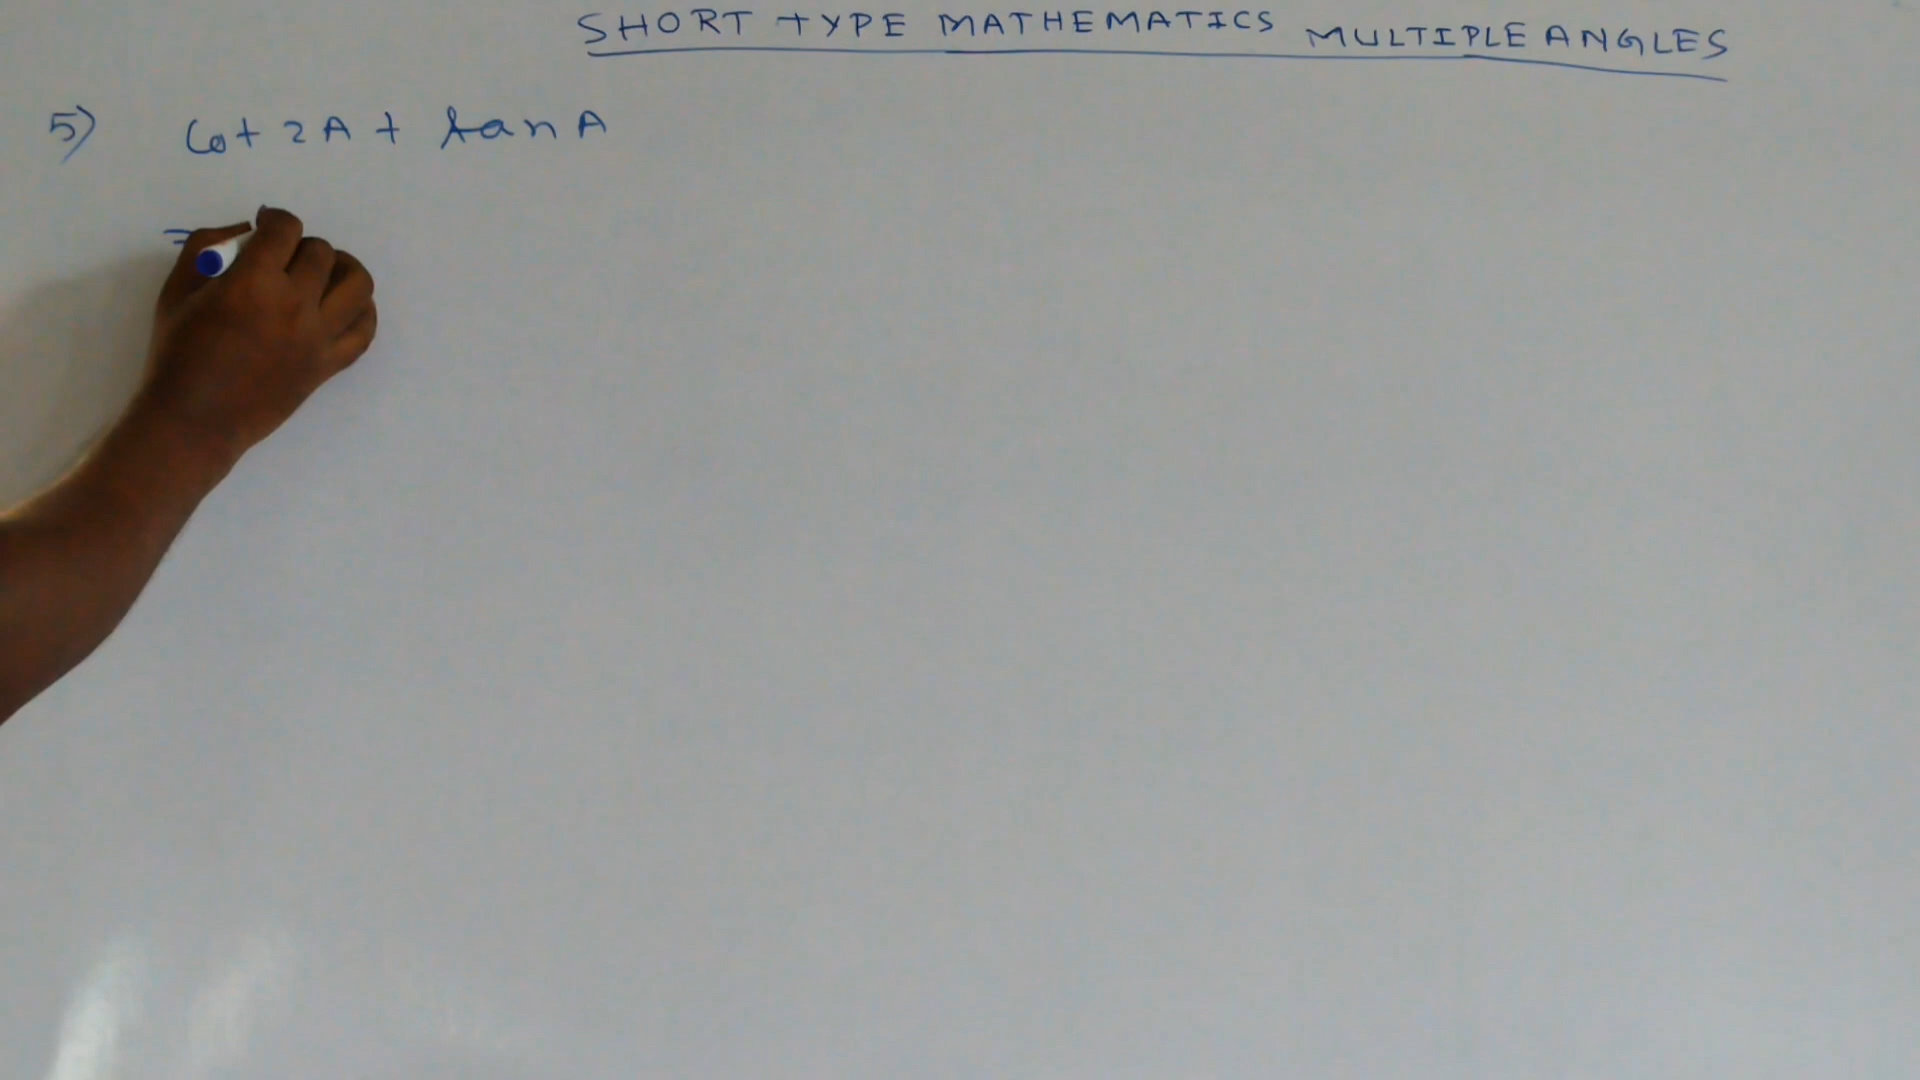 SHORT TYPE MATHEMATICS MULTIPLE ANGLES
5) Cot 2A + tan A
=